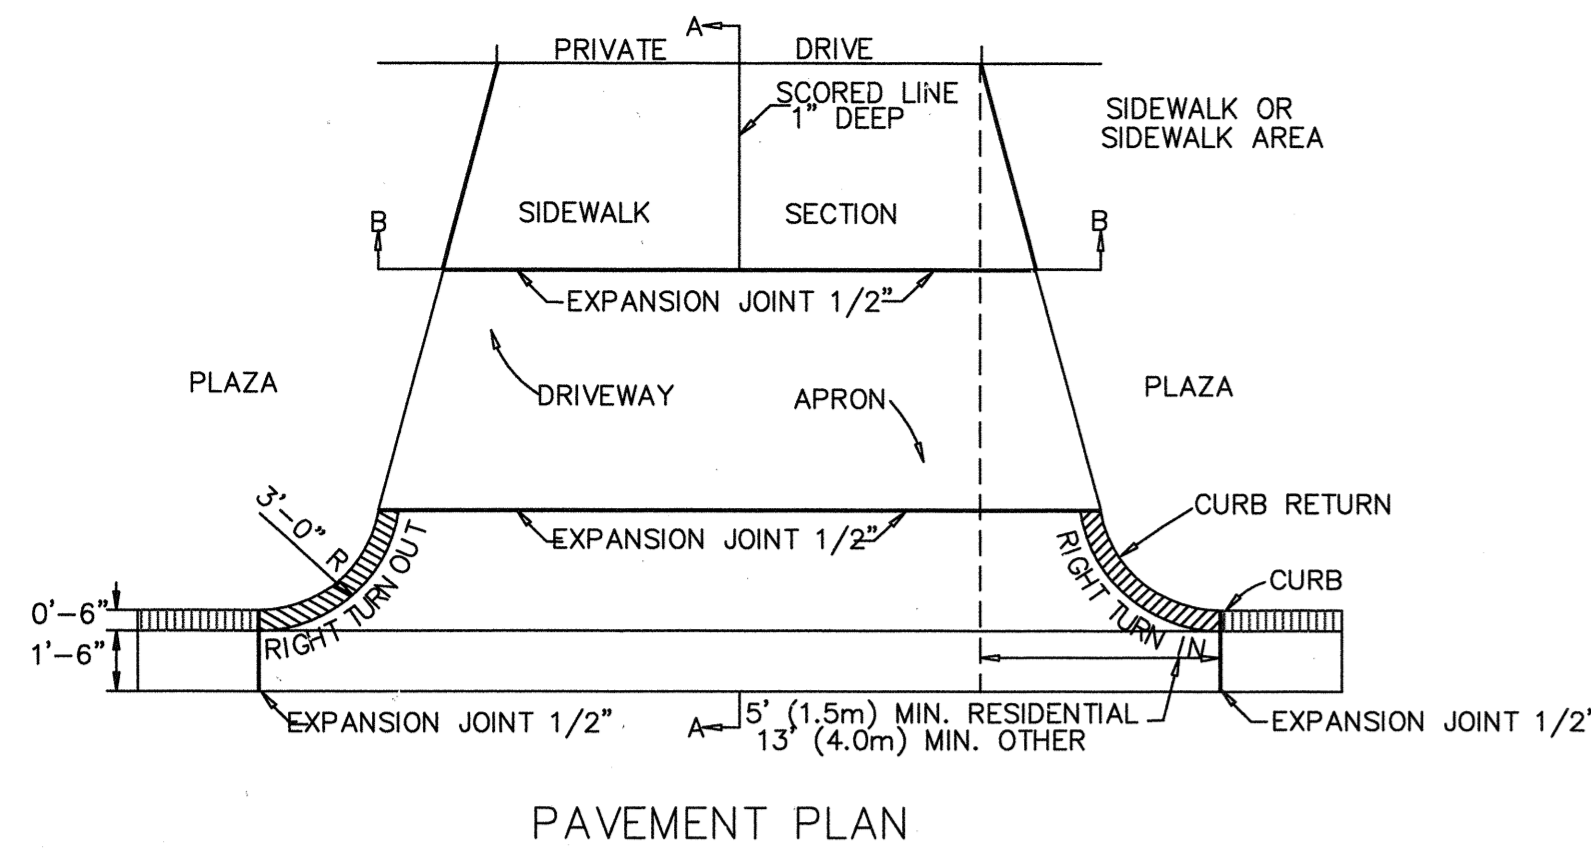 A
PRIVATE DRIVE
SCORED LINE
1" DEEP
SIDEWALK OR
SIDEWALK AREA
SIDEWALK SECTION
B
B
EXPANSION JOINT 1/2"
PLAZA
DRIVEWAY
APRON
PLAZA
3'-0" R
RIGHT TURN OUT
EXPANSION JOINT 1/2"
RIGHT TURN IN
CURB RETURN
CURB
0'-6"
1'-6"
EXPANSION JOINT 1/2"
A
5' (1.5m) MIN. RESIDENTIAL
13' (4.0m) MIN. OTHER
EXPANSION JOINT 1/2'
PAVEMENT PLAN